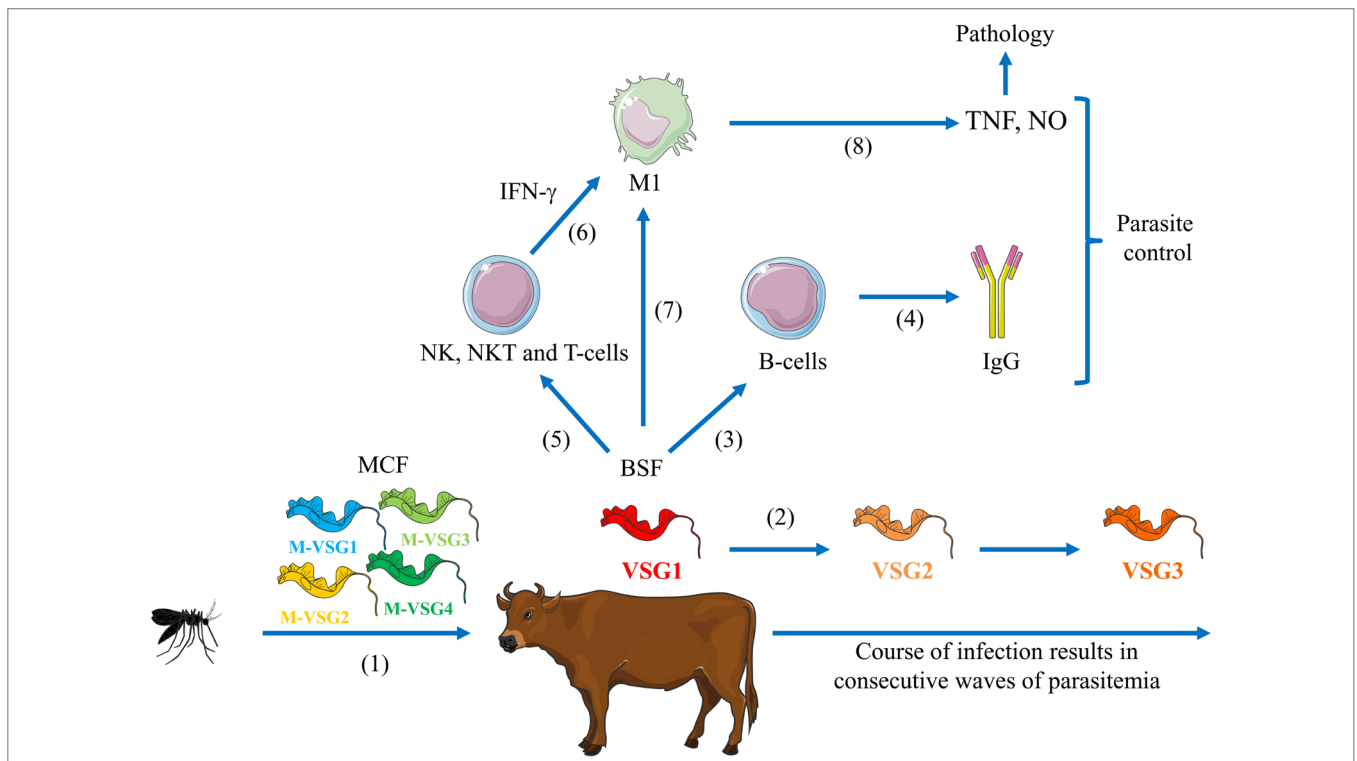 Pathology
TNF, NO
(8)
M1
IFN-γ
(6)
Parasite
control
(7)
(4)
NK, NKT and T-cells
B-cells
IgG
(5)
(3)
MCF
BSF
M-VSG1
M-VSG3
(2)
M-VSG2
M-VSG4
VSG1
VSG2
VSG3
(1)
Course of infection results in
consecutive waves of parasitemia